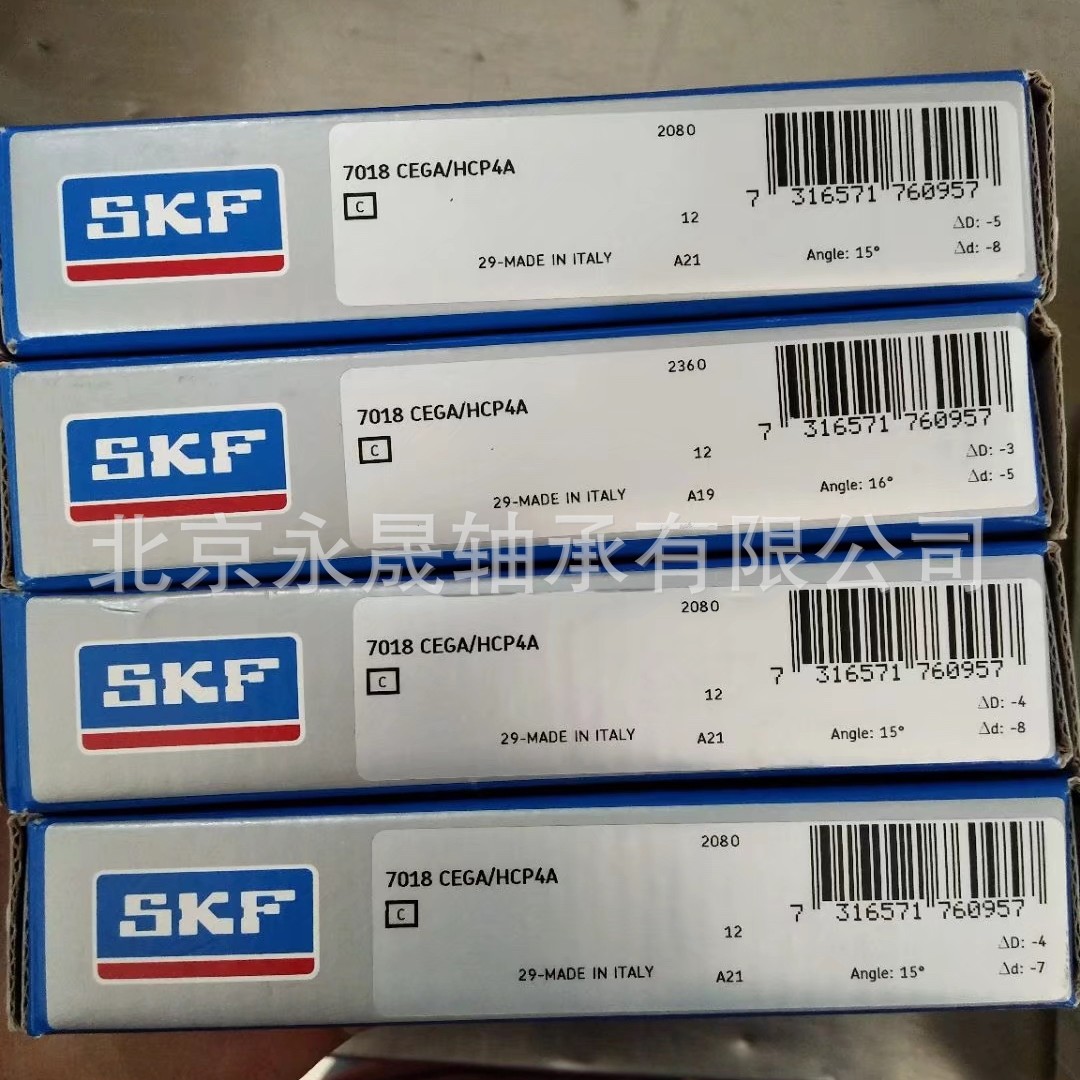 SKF
2080
7018 CEGA/HCP4A
C
7 316571 760957
12
ΔD: -5
29-MADE IN ITALY A21 Angle: 15° Δd: -8
SKF
2360
7018 CEGA/HCP4A
C
7 316571 760957
12
ΔD: -3
29-MADE IN ITALY A19 Angle: 16° Δd: -5
北京永晟轴承有限公司
SKF
2080
7018 CEGA/HCP4A
C
7 316571 760957
12
ΔD: -4
29-MADE IN ITALY A21 Angle: 15° Δd: -8
SKF
2080
7018 CEGA/HCP4A
C
7 316571 760957
12
ΔD: -4
29-MADE IN ITALY A21 Angle: 15° Δd: -7